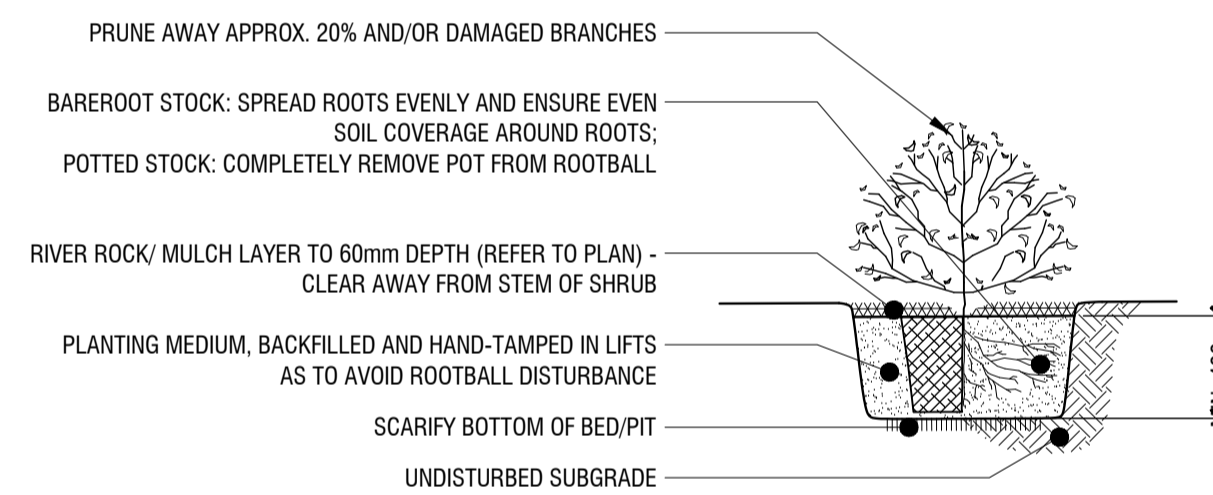 PRUNE AWAY APPROX. 20% AND/OR DAMAGED BRANCHES
BAREROOT STOCK: SPREAD ROOTS EVENLY AND ENSURE EVEN
SOIL COVERAGE AROUND ROOTS;
POTTED STOCK: COMPLETELY REMOVE POT FROM ROOTBALL
RIVER ROCK/ MULCH LAYER TO 60mm DEPTH (REFER TO PLAN) -
CLEAR AWAY FROM STEM OF SHRUB
PLANTING MEDIUM, BACKFILLED AND HAND-TAMPED IN LIFTS
AS TO AVOID ROOTBALL DISTURBANCE
SCARIFY BOTTOM OF BED/PIT
UNDISTURBED SUBGRADE